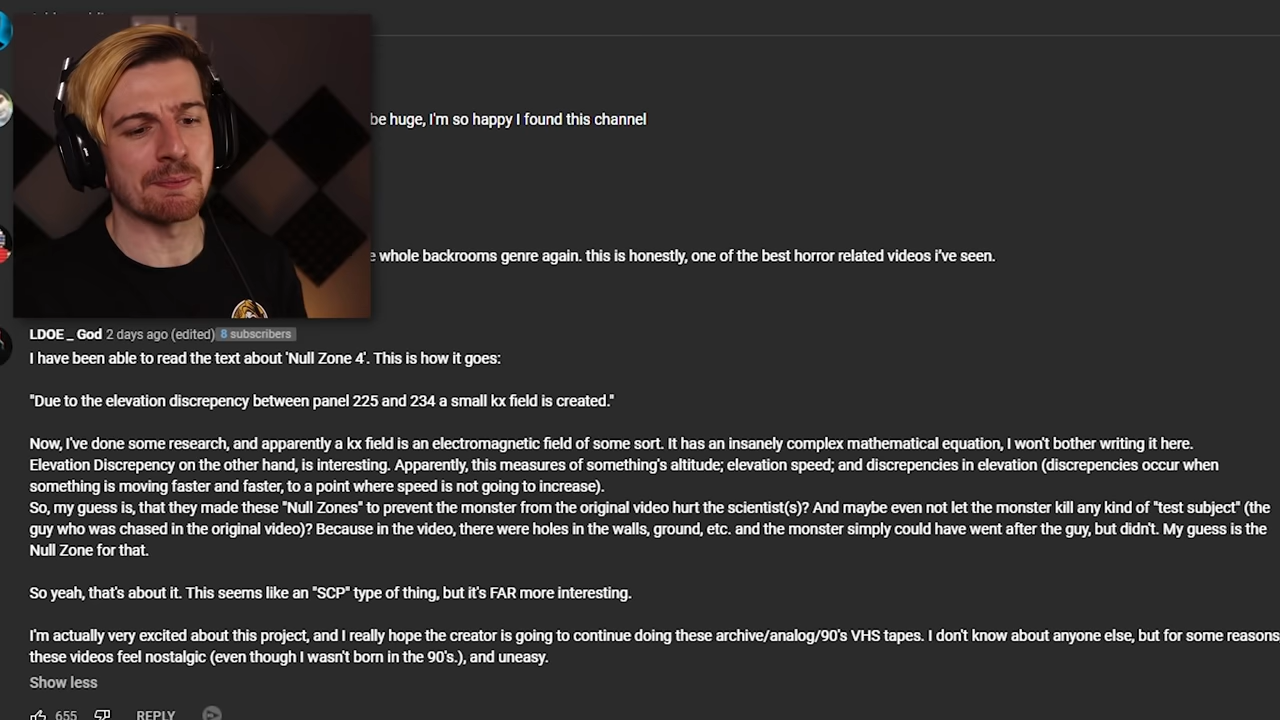 be huge, I'm so happy I found this channel
whole backrooms genre again. this is honestly, one of the best horror related videos i've seen.
LDOE _ God 2 days ago (edited) 8 subscribers
I have been able to read the text about 'Null Zone 4'. This is how it goes:
"Due to the elevation discrepency between panel 225 and 234 a small kx field is created."
Now, I've done some research, and apparently a kx field is an electromagnetic field of some sort. It has an insanely complex mathematical equation, I won't bother writing it here.
Elevation Discrepency on the other hand, is interesting. Apparently, this measures of something's altitude; elevation speed; and discrepencies in elevation (discrepencies occur when
something is moving faster and faster, to a point where speed is not going to increase).
So, my guess is, that they made these "Null Zones" to prevent the monster from the original video hurt the scientist(s)? And maybe even not let the monster kill any kind of "test subject" (the
guy who was chased in the original video)? Because in the video, there were holes in the walls, ground, etc. and the monster simply could have went after the guy, but didn't. My guess is the
Null Zone for that.
So yeah, that's about it. This seems like an "SCP" type of thing, but it's FAR more interesting.
I'm actually very excited about this project, and I really hope the creator is going to continue doing these archive/analog/90's VHS tapes. I don't know about anyone else, but for some reasons
these videos feel nostalgic (even though I wasn't born in the 90's.), and uneasy.
Show less
655 REPLY